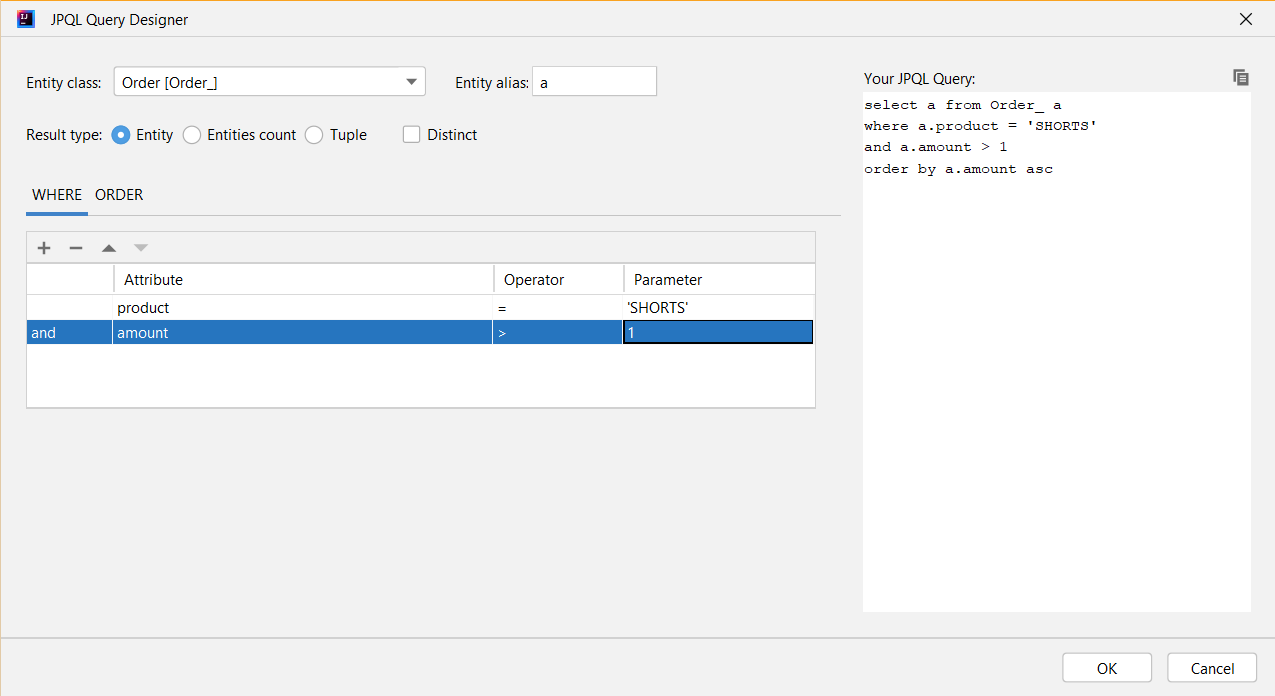 JPQL Query Designer
Entity class: Order [Order_] Entity alias: a
Result type: Entity Entities count Tuple Distinct
WHERE ORDER
Attribute Operator Parameter
product = 'SHORTS'
and amount > 1
Your JPQL Query:
select a from Order_ a
where a.product = 'SHORTS'
and a.amount > 1
order by a.amount asc
OK Cancel